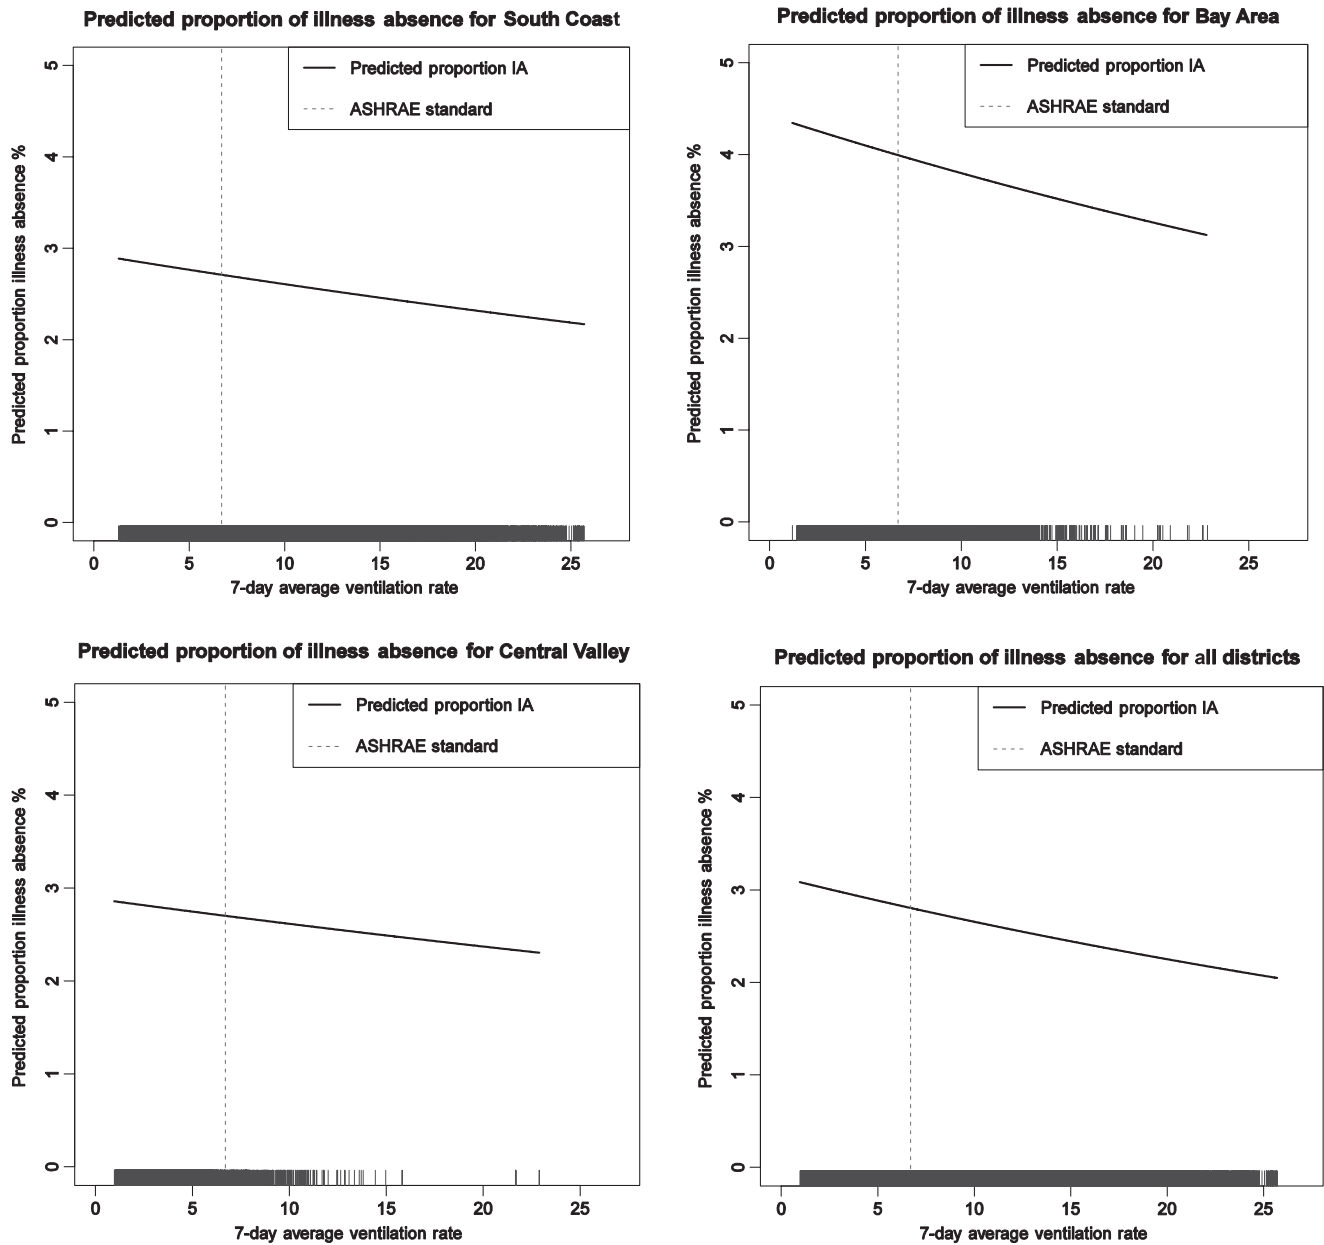 Predicted proportion of illness absence for South Coast
Predicted proportion IA
ASHRAE standard
5
4
3
2
1
0
Predicted proportion illness absence %
0 5 10 15 20 25
7-day average ventilation rate
Predicted proportion of illness absence for Bay Area
Predicted proportion IA
ASHRAE standard
5
4
3
2
1
0
Predicted proportion illness absence %
0 5 10 15 20 25
7-day average ventilation rate
Predicted proportion of illness absence for Central Valley
Predicted proportion IA
ASHRAE standard
5
4
3
2
1
0
Predicted proportion illness absence %
0 5 10 15 20 25
7-day average ventilation rate
Predicted proportion of illness absence for all districts
Predicted proportion IA
ASHRAE standard
5
4
3
2
1
0
Predicted proportion illness absence %
0 5 10 15 20 25
7-day average ventilation rate